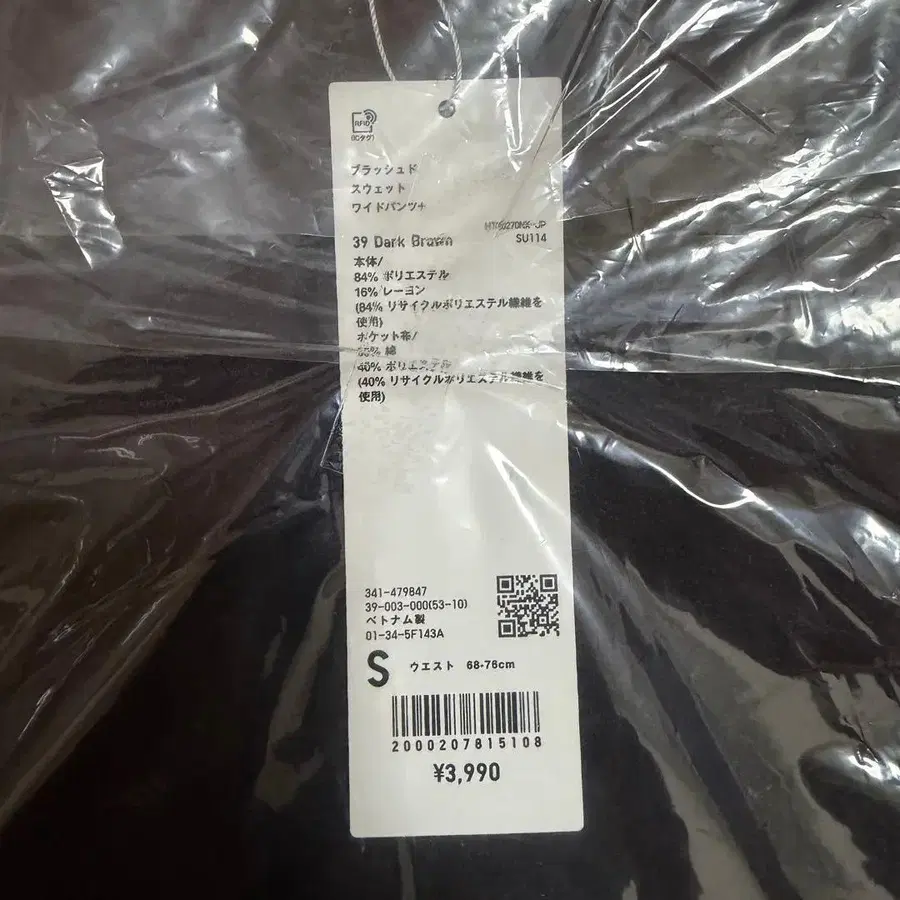 RFID
(ICタグ)
ブラッシュド
スウェット
ワイドパンツ+
39 Dark Brown
SU114
本体/
84% ポリエステル
16% レーヨン
(84% リサイクルポリエステル繊維を
使用)
ポケット布/
綿
40% ポリエステル
(40% リサイクルポリエステル繊維を
使用)
341-479847
39-003-000(53-10)
ベトナム製
01-34-5F143A
S ウエスト 68-76cm
2000207815108
¥3,990